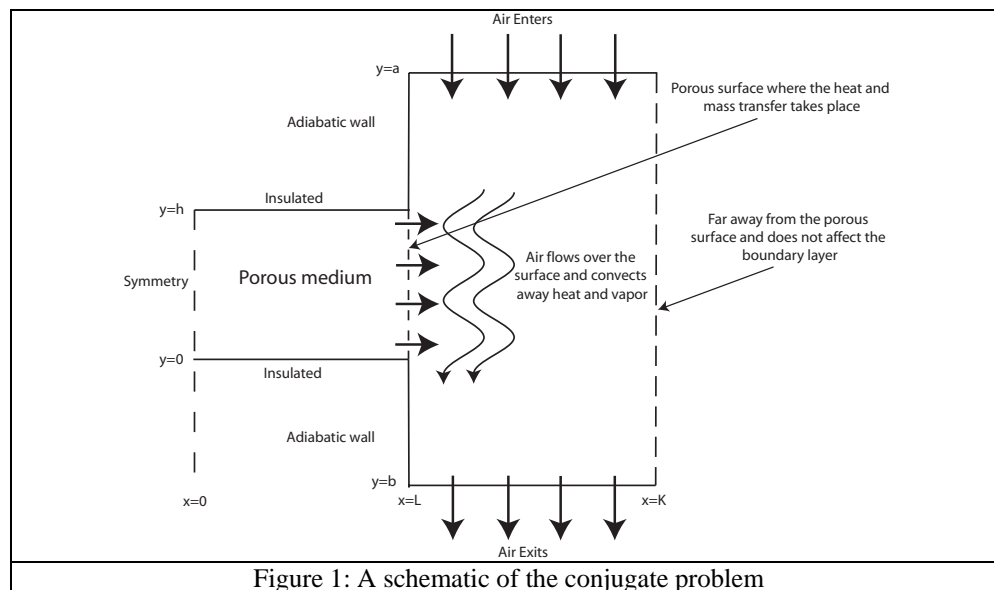 Air Enters
y=a
Porous surface where the heat and
mass transfer takes place
Adiabatic wall
Insulated
y=h
Far away from the porous
surface and does not affect the
boundary layer
Air flows over the
surface and convects
away heat and vapor
Symmetry
Porous medium
y=0
Insulated
Adiabatic wall
y=b
x=0
x=L
x=K
Air Exits
Figure 1: A schematic of the conjugate problem